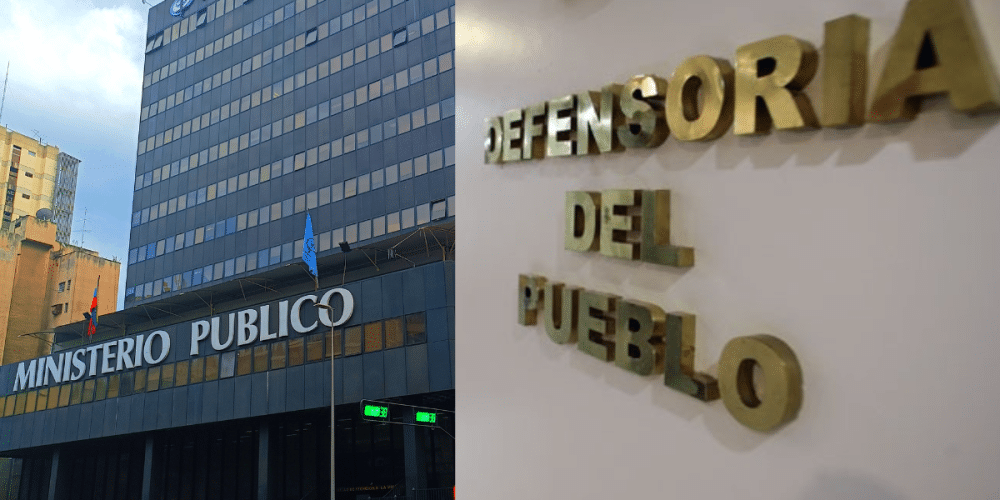 MINISTERIO PUBLICO
DEFENSORIA
DEL
PUEBLO